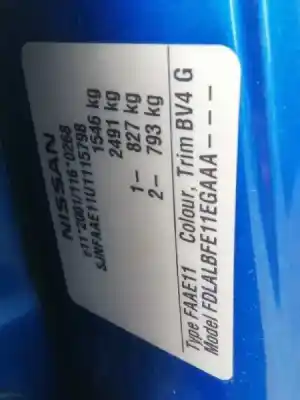 NISSAN
e11*2001/116*0268
SJNFAAE11U1115798
1546 kg
2491 kg
1– 827 kg
2– 793 kg
Type FAAE11 Colour, Trim BV4 G
Model FDLALBFE11EGAAA – – –